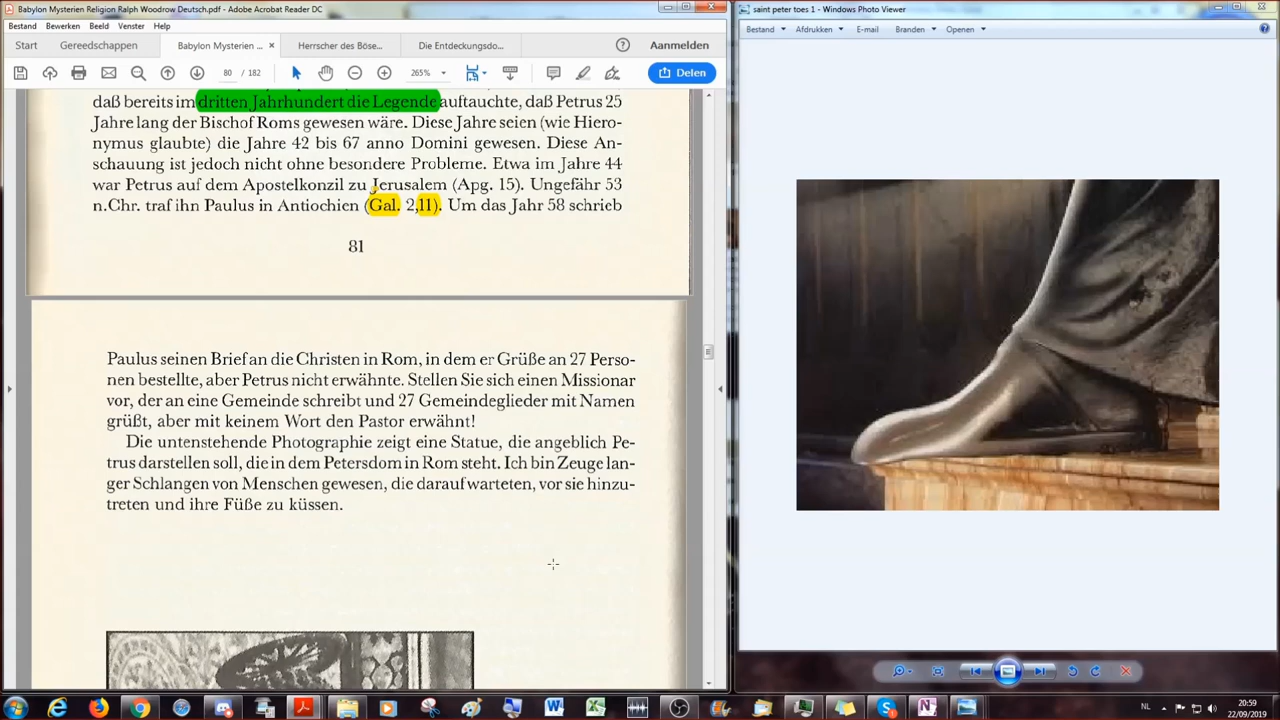 Babylon Mysterien Religion Ralph Woodrow Deutsch.pdf - Adobe Acrobat Reader DC
Bestand Bewerken Beeld Venster Help
Start Gereedschappen Babylon Mysterien ... × Herrscher des Böse... Die Entdeckungsdo... Aanmelden
80 / 182 265% Delen
daß bereits im dritten Jahrhundert die Legende auftauchte, daß Petrus 25
Jahre lang der Bischof Roms gewesen wäre. Diese Jahre seien (wie Hiero-
nymus glaubte) die Jahre 42 bis 67 anno Domini gewesen. Diese An-
schauung ist jedoch nicht ohne besondere Probleme. Etwa im Jahre 44
war Petrus auf dem Apostelkonzil zu Jerusalem (Apg. 15). Ungefähr 53
n.Chr. traf ihn Paulus in Antiochien (Gal. 2,11). Um das Jahr 58 schrieb
81
Paulus seinen Brief an die Christen in Rom, in dem er Grüße an 27 Perso-
nen bestellte, aber Petrus nicht erwähnte. Stellen Sie sich einen Missionar
vor, der an eine Gemeinde schreibt und 27 Gemeindeglieder mit Namen
grüßt, aber mit keinem Wort den Pastor erwähnt!
Die untenstehende Photographie zeigt eine Statue, die angeblich Pe-
trus darstellen soll, die in dem Petersdom in Rom steht. Ich bin Zeuge lan-
ger Schlangen von Menschen gewesen, die darauf warteten, vor sie hinzu-
treten und ihre Füße zu küssen.
saint peter toes 1 - Windows Photo Viewer
Bestand Afdrukken E-mail Branden Openen
NL
20:59
22/09/2019